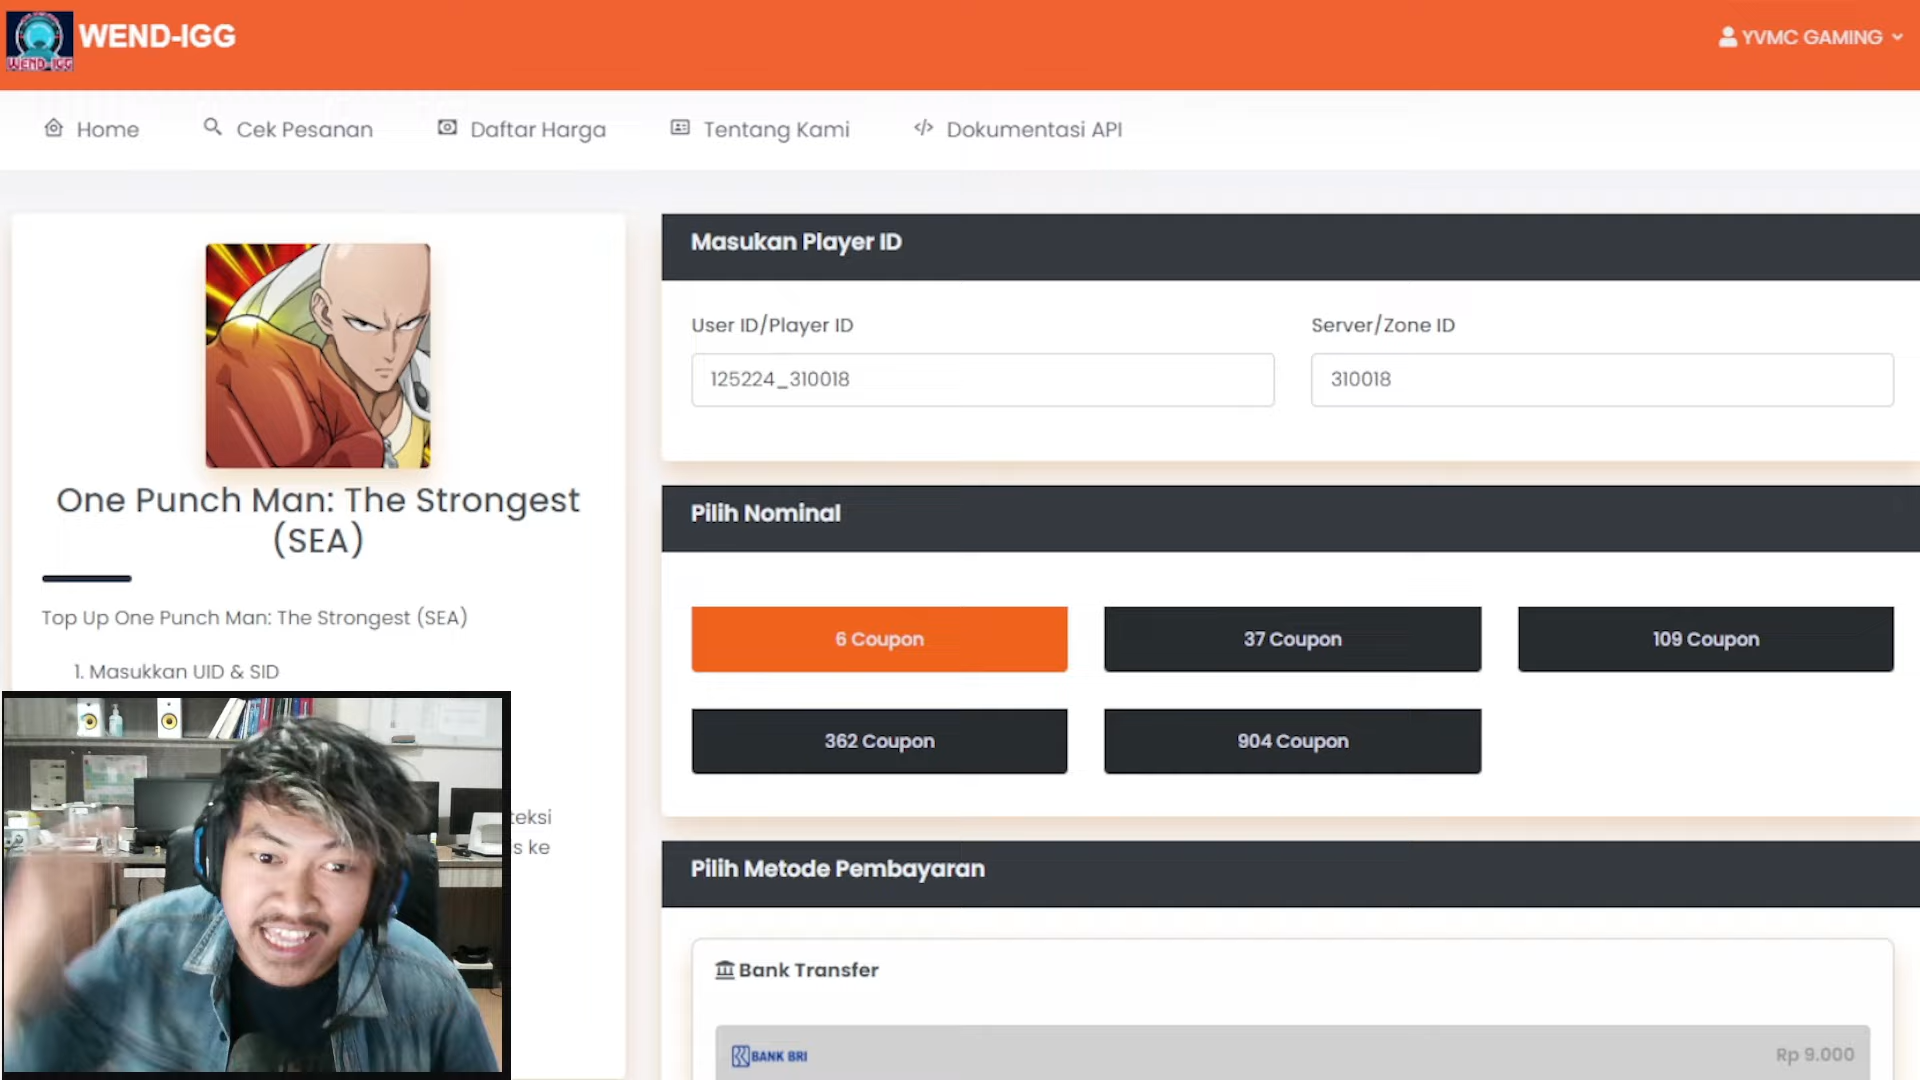 WEND-IGG
WEND-IGG
YVMC GAMING
Home
Cek Pesanan
Daftar Harga
Tentang Kami
</> Dokumentasi API
One Punch Man: The Strongest
(SEA)
Top Up One Punch Man: The Strongest (SEA)
1. Masukkan UID & SID
teksi
s ke
Masukan Player ID
User ID/Player ID
Server/Zone ID
125224_310018
310018
Pilih Nominal
6 Coupon
37 Coupon
109 Coupon
362 Coupon
904 Coupon
Pilih Metode Pembayaran
Bank Transfer
BANK BRI
Rp 9.000